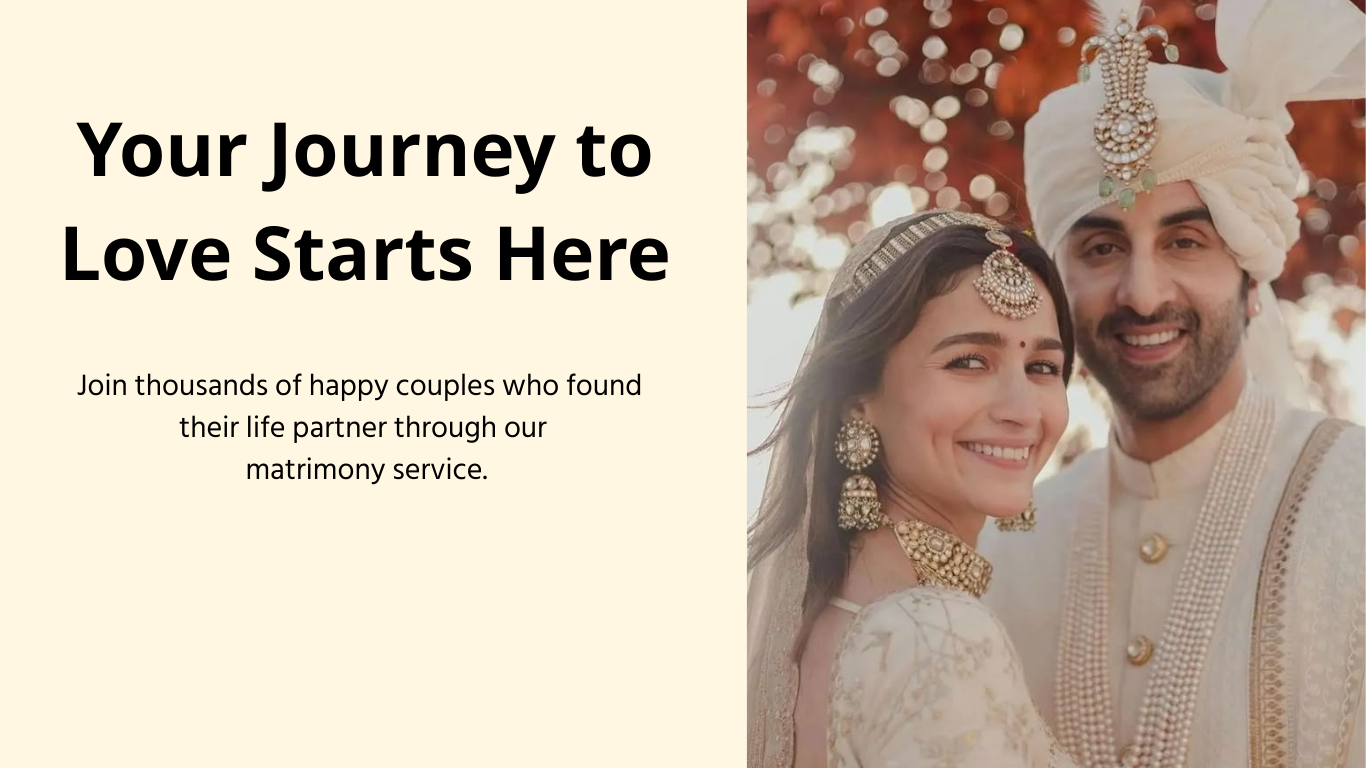 Your Journey to
Love Starts Here
Join thousands of happy couples who found
their life partner through our
matrimony service.